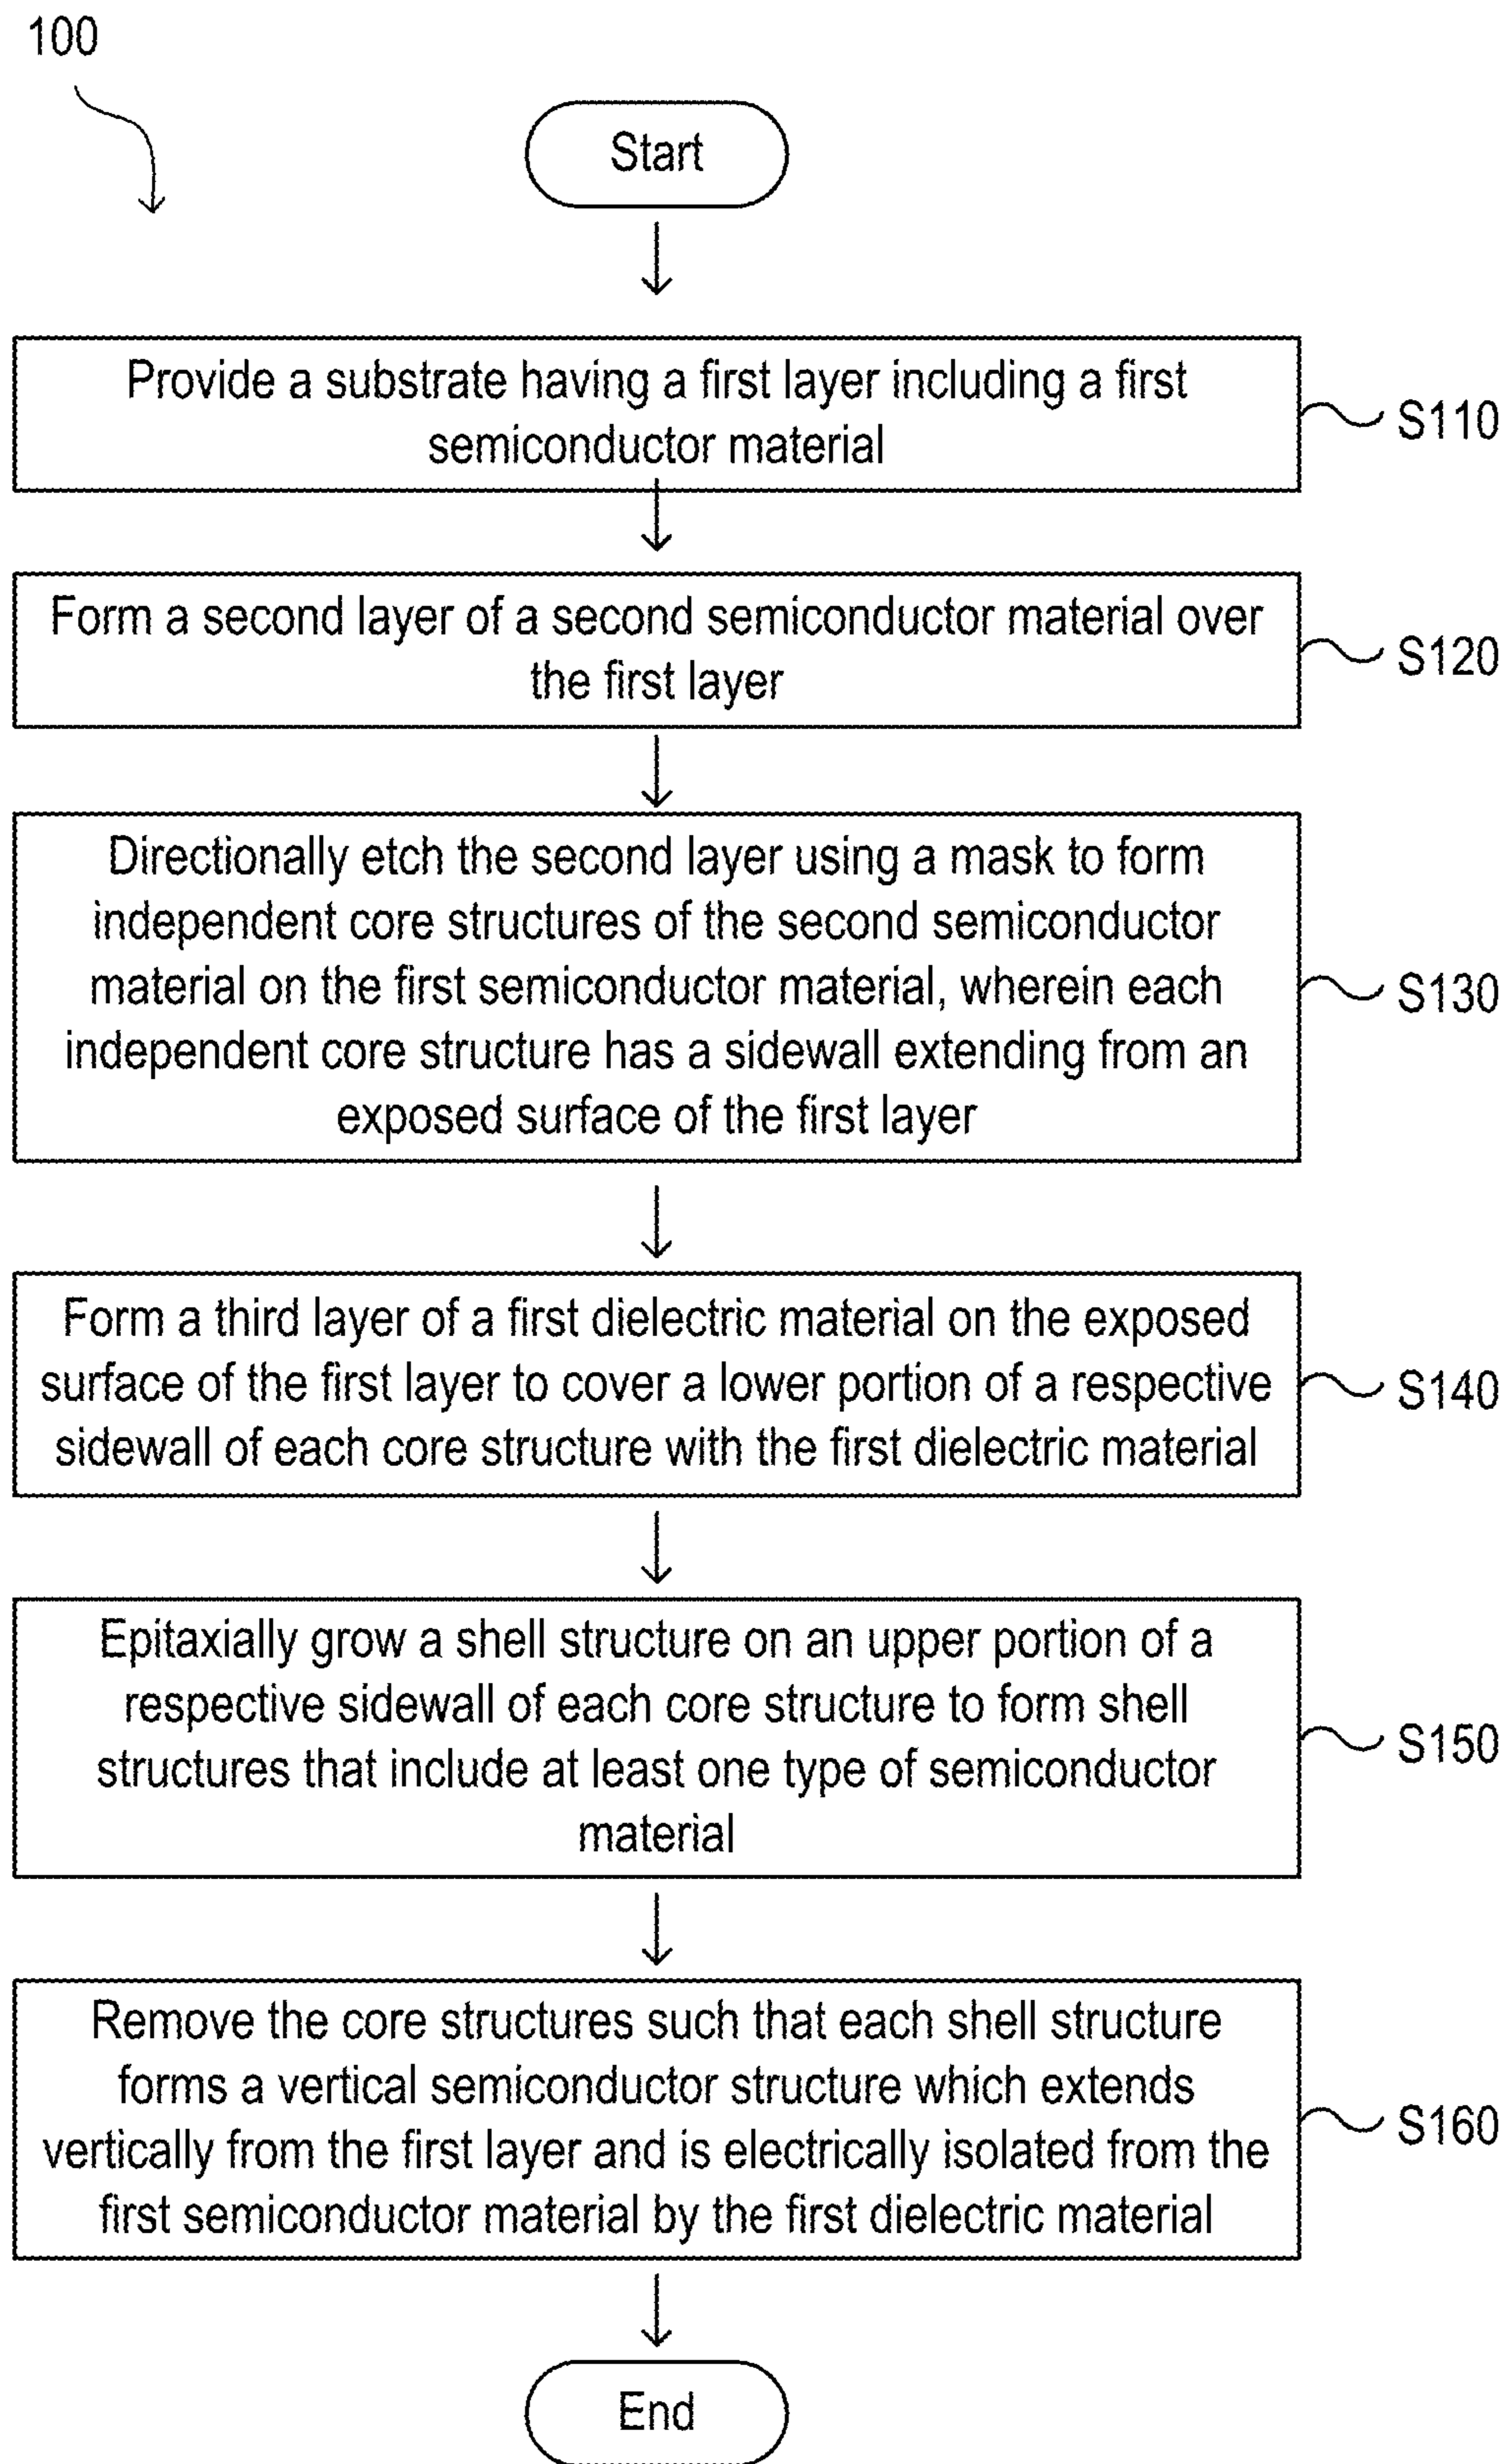 100
Start
Provide a substrate having a first layer including a first
semiconductor material
S110
Form a second layer of a second semiconductor material over
the first layer
S120
Directionally etch the second layer using a mask to form
independent core structures of the second semiconductor
material on the first semiconductor material, wherein each
independent core structure has a sidewall extending from an
exposed surface of the first layer
S130
Form a third layer of a first dielectric material on the exposed
surface of the first layer to cover a lower portion of a respective
sidewall of each core structure with the first dielectric material
S140
Epitaxially grow a shell structure on an upper portion of a
respective sidewall of each core structure to form shell
structures that include at least one type of semiconductor
material
S150
Remove the core structures such that each shell structure
forms a vertical semiconductor structure which extends
vertically from the first layer and is electrically isolated from the
first semiconductor material by the first dielectric material
S160
End